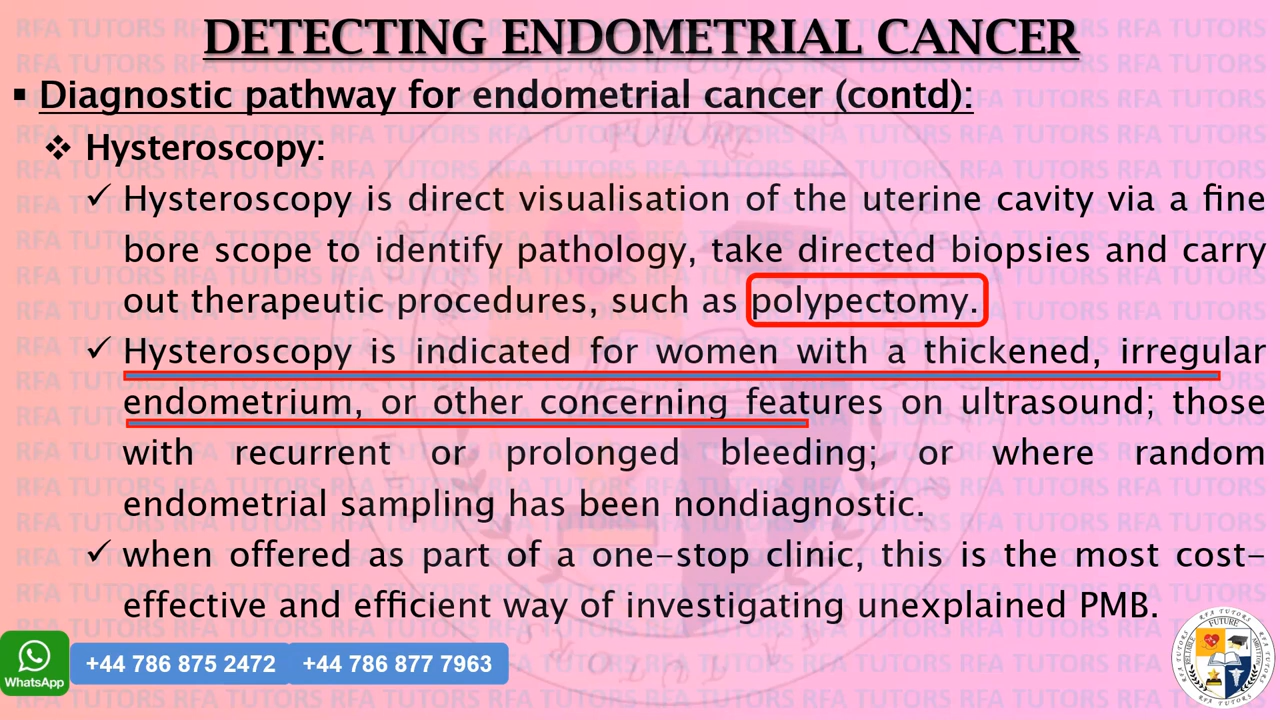 DETECTING ENDOMETRIAL CANCER
▪ Diagnostic pathway for endometrial cancer (contd):
❖ Hysteroscopy:
✓ Hysteroscopy is direct visualisation of the uterine cavity via a fine
bore scope to identify pathology, take directed biopsies and carry
out therapeutic procedures, such as polypectomy.
✓ Hysteroscopy is indicated for women with a thickened, irregular
endometrium, or other concerning features on ultrasound; those
with recurrent or prolonged bleeding, or where random
endometrial sampling has been nondiagnostic.
✓ when offered as part of a one-stop clinic, this is the most cost-
effective and efficient way of investigating unexplained PMB.
WhatsApp
+44 786 875 2472 +44 786 877 7963
RFA TUTORS
FUTURE